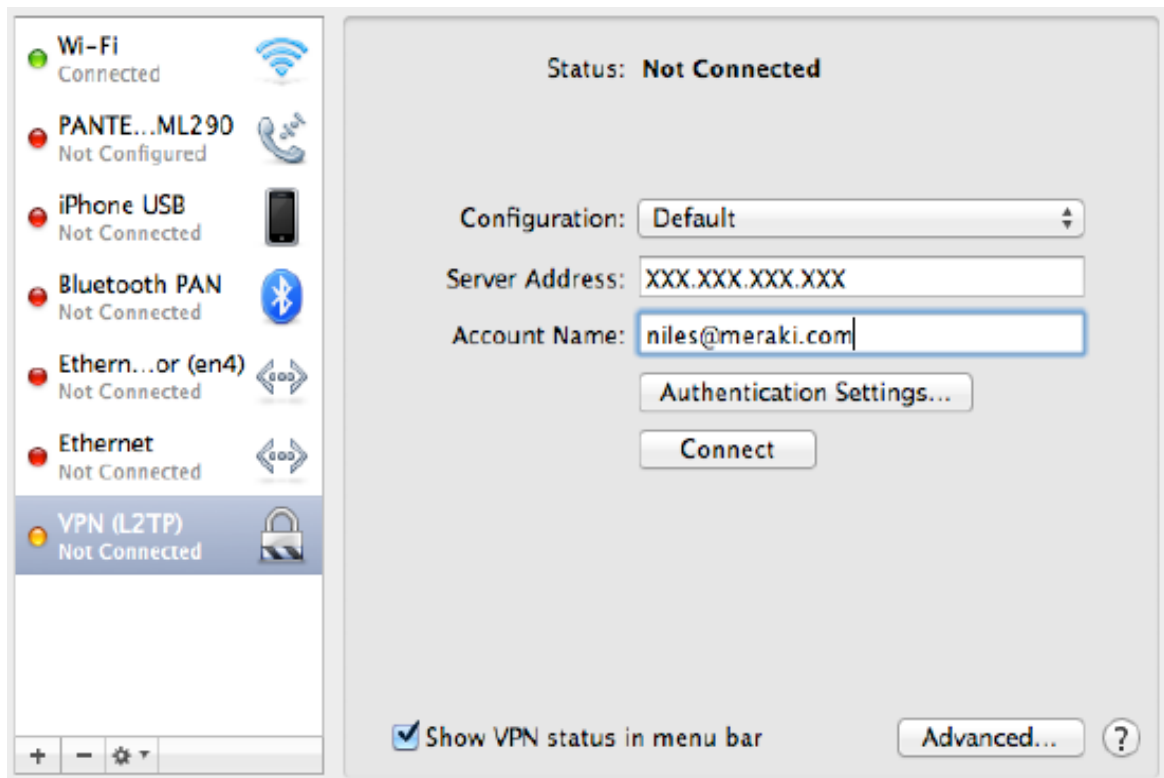 Wi-Fi
Connected
PANTE...ML290
Not Configured
iPhone USB
Not Connected
Bluetooth PAN
Not Connected
Ethern...or (en4)
Not Connected
Ethernet
Not Connected
VPN (L2TP)
Not Connected
+ −
Status: Not Connected
Configuration: Default
Server Address: XXX.XXX.XXX.XXX
Account Name: niles@meraki.com
Authentication Settings...
Connect
Show VPN status in menu bar
Advanced... ?